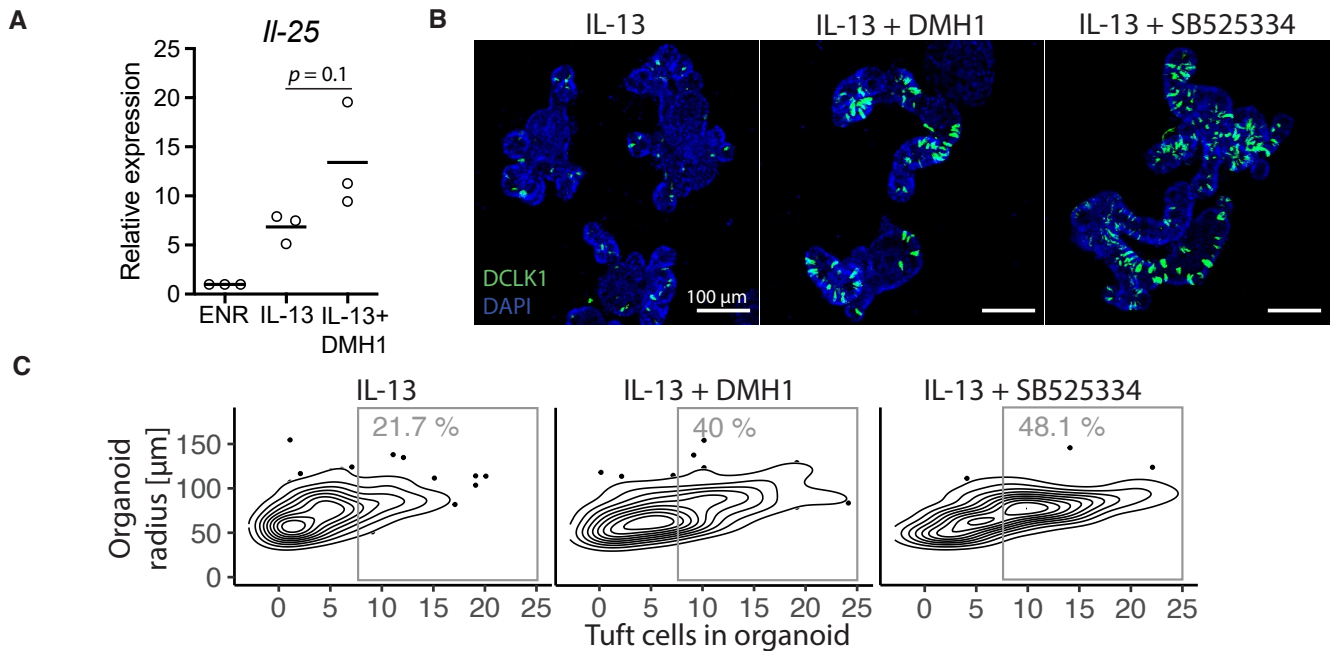 A
Il-25
Relative expression
25
20
15
10
5
0
p = 0.1
ENR
IL-13
IL-13+
DMH1
B
IL-13
IL-13 + DMH1
IL-13 + SB525334
DCLK1
DAPI
100 µm
C
IL-13
IL-13 + DMH1
IL-13 + SB525334
21.7 %
40 %
48.1 %
Organoid
radius [µm]
150
100
50
0
0 5 10 15 20 25
0 5 10 15 20 25
0 5 10 15 20 25
Tuft cells in organoid